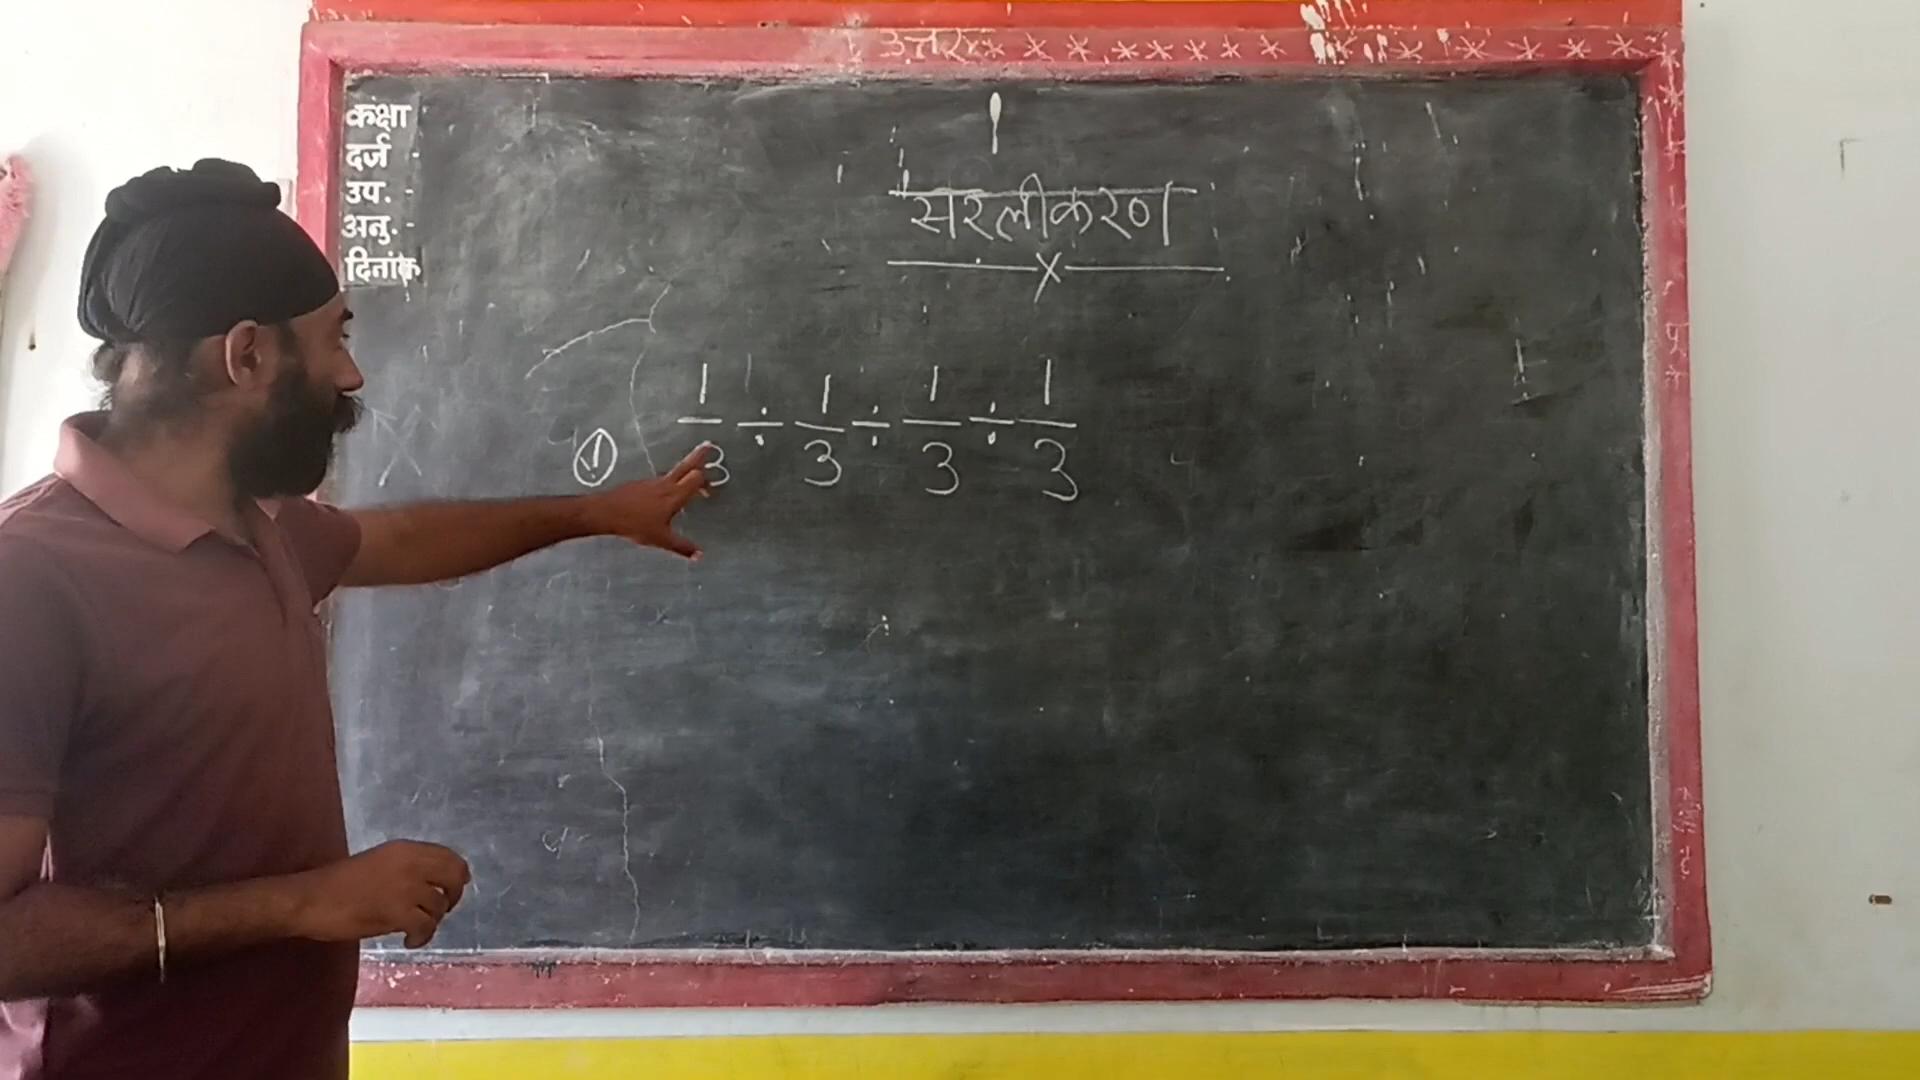 उत्तर
कक्षा
दर्ज -
उप. -
अनु. -
दिनांक
सरलीकरण
① 1/3 ÷ 1/3 ÷ 1/3 ÷ 1/3